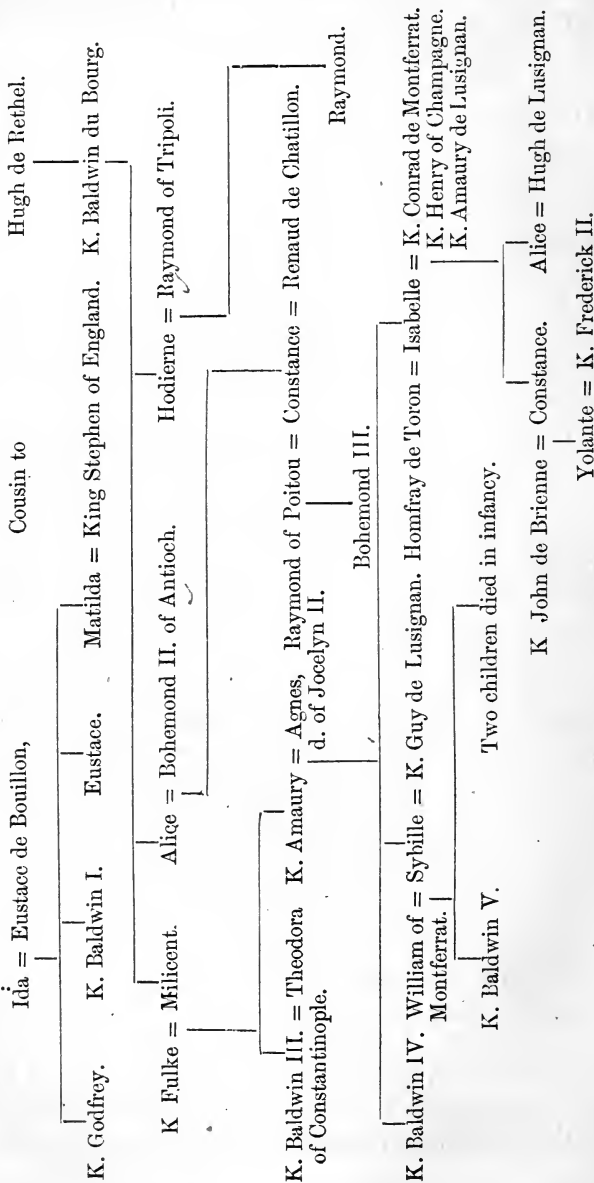 Ida = Eustace de Bouillon, Cousin to Hugh de Rethel.
K. Godfrey. K. Baldwin I. Eustace. Matilda = King Stephen of England. K. Baldwin du Bourg.
K Fulke = Milicent. Alice = Bohemond II. of Antioch. Hodierne = Raymond of Tripoli.
K. Baldwin III. = Theodora K. Amaury = Agnes, Raymond of Poitou = Constance = Renaud de Chatillon. Raymond.
of Constantinople. d. of Jocelyn II.
Bohemond III.
K. Baldwin IV. William of = Sybille = K. Guy de Lusignan. Homfray de Toron = Isabelle = K. Conrad de Montferrat.
Montferrat. K. Henry of Champagne.
K. Amaury de Lusignan.
K. Baldwin V. Two children died in infancy.
K John de Brienne = Constance. Alice = Hugh de Lusignan.
Yolante = K. Frederick II.